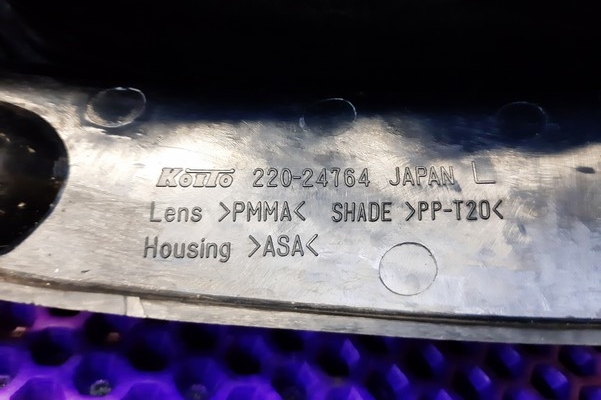 KOITO 220-24764 JAPAN L
Lens >PMMA< SHADE >PP-T20<
Housing >ASA<